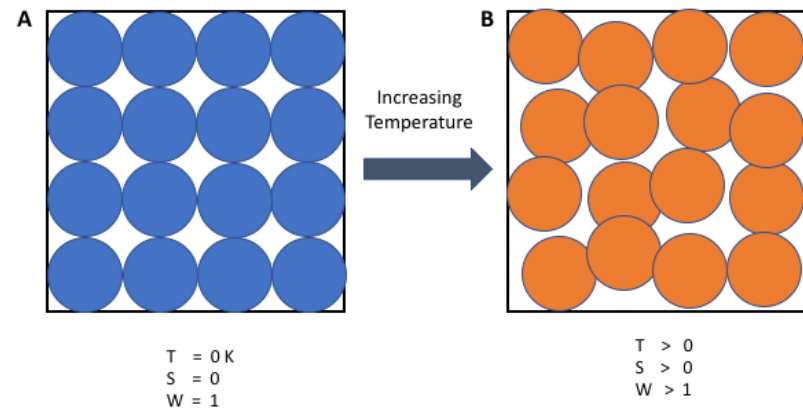 A
B
Increasing
Temperature
T = 0 K
S = 0
W = 1
T > 0
S > 0
W > 1